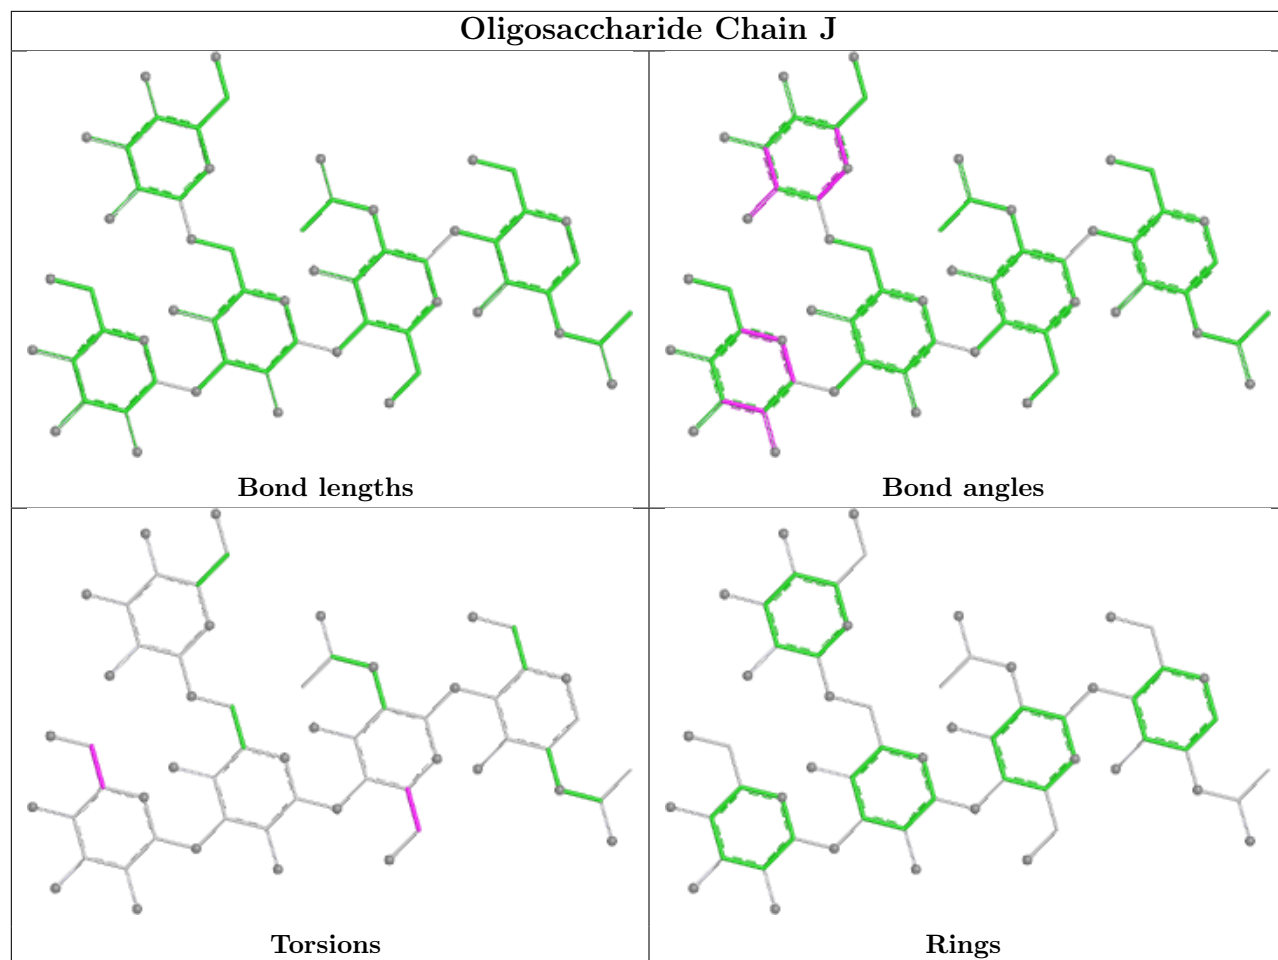 Oligosaccharide Chain J
Bond lengths
Bond angles
Torsions
Rings